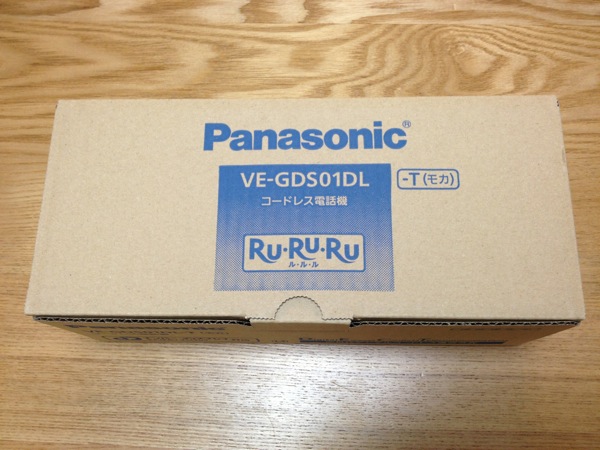 Panasonic®
VE-GDS01DL
-T(モカ)
コードレス電話機
RU・RU・RU
ル・ル・ル